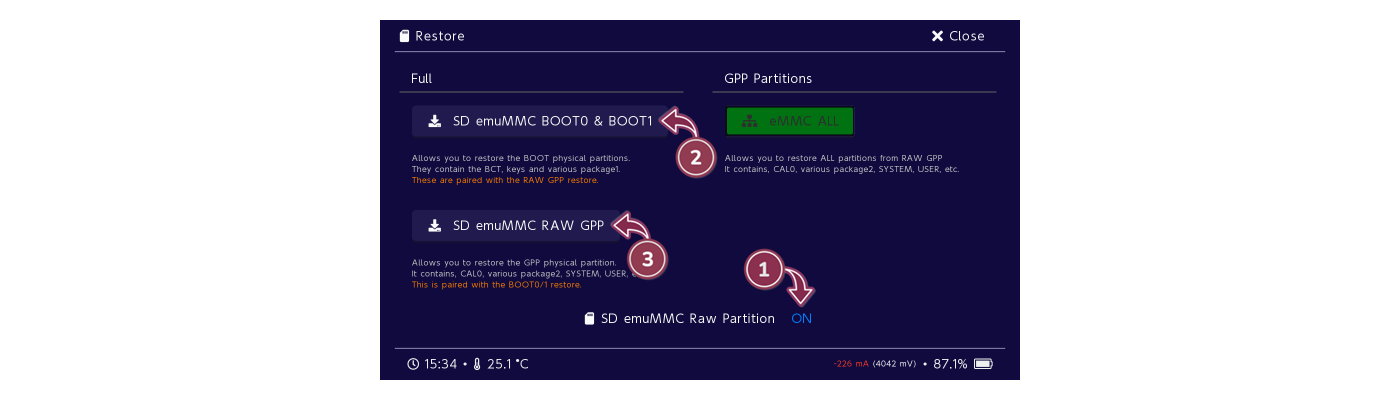 Restore
Close
Full
GPP Partitions
SD emuMMC BOOT0 & BOOT1
eMMC ALL
2
Allows you to restore the BOOT physical partitions.
They contain the BCT, keys and various package1.
These are paired with the RAW GPP restore.
Allows you to restore ALL partitions from RAW GPP
It contains, CAL0, various package2, SYSTEM, USER, etc.
SD emuMMC RAW GPP
3
Allows you to restore the GPP physical partition.
It contains, CAL0, various package2, SYSTEM, USER,
This is paired with the BOOT0/1 restore.
1
SD emuMMC Raw Partition ON
15:34 • 25.1 °C
-226 mA (4042 mV) • 87.1%